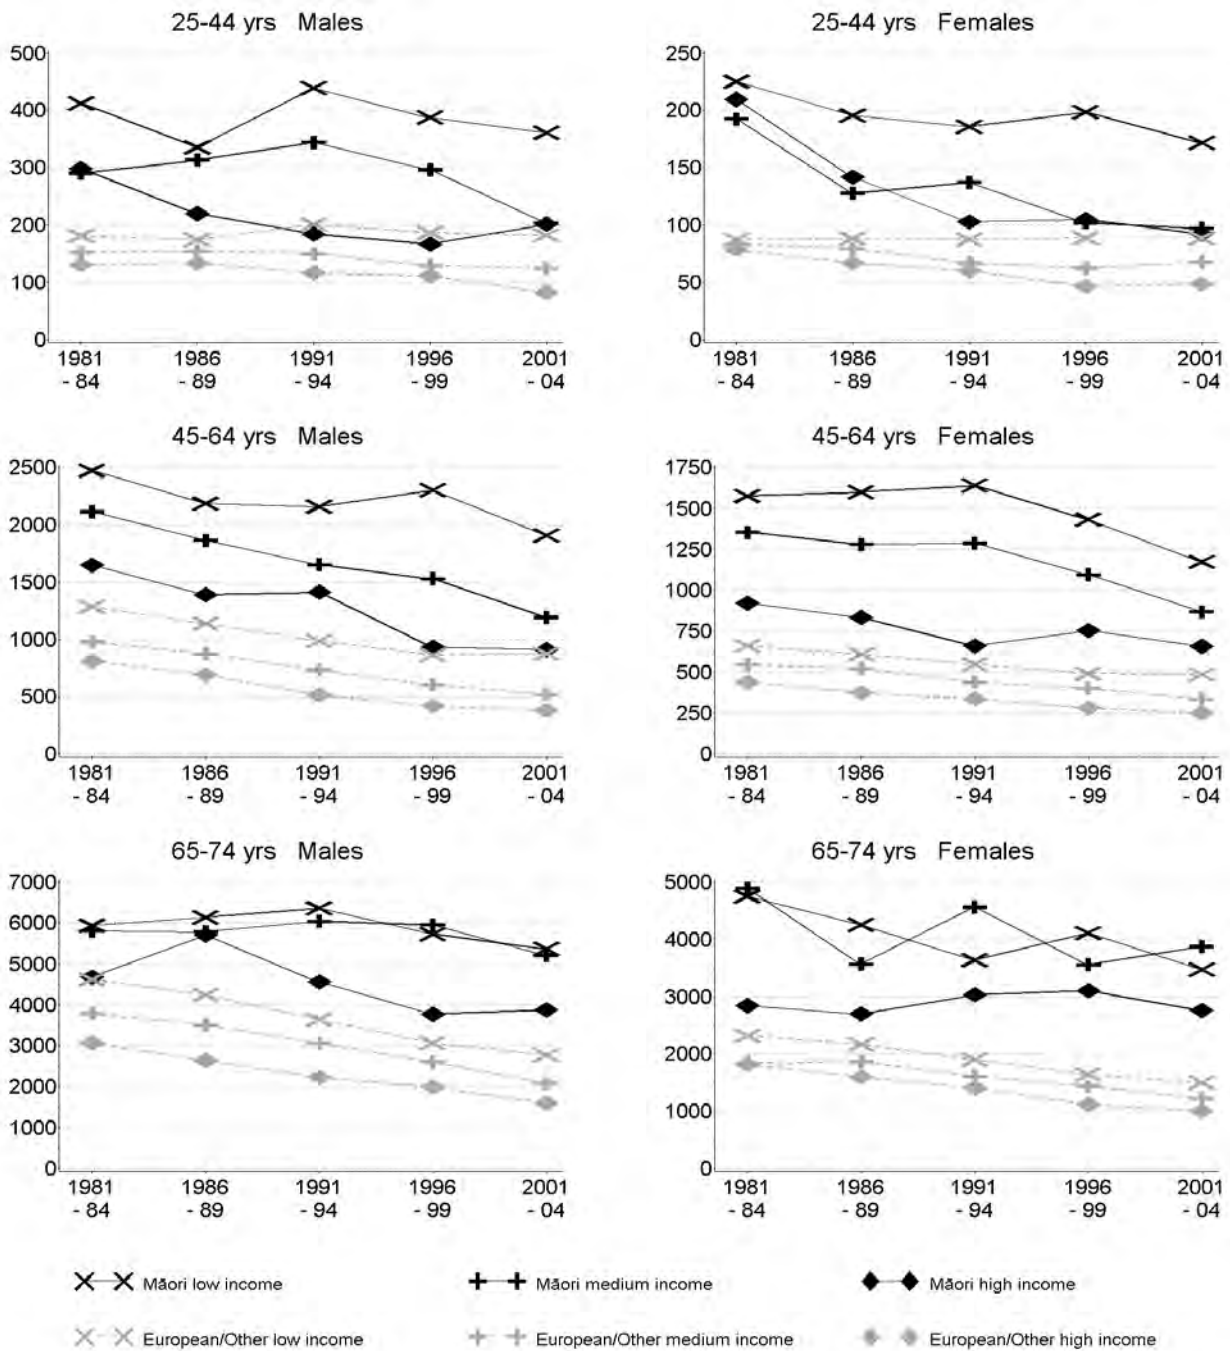 25-44 yrs Males
500
400
300
200
100
0
1981 1986 1991 1996 2001
- 84 - 89 - 94 - 99 - 04
25-44 yrs Females
250
200
150
100
50
0
1981 1986 1991 1996 2001
- 84 - 89 - 94 - 99 - 04
45-64 yrs Males
2500
2000
1500
1000
500
0
1981 1986 1991 1996 2001
- 84 - 89 - 94 - 99 - 04
45-64 yrs Females
1750
1500
1250
1000
750
500
250
0
1981 1986 1991 1996 2001
- 84 - 89 - 94 - 99 - 04
65-74 yrs Males
7000
6000
5000
4000
3000
2000
1000
0
1981 1986 1991 1996 2001
- 84 - 89 - 94 - 99 - 04
65-74 yrs Females
5000
4000
3000
2000
1000
0
1981 1986 1991 1996 2001
- 84 - 89 - 94 - 99 - 04
Māori low income Māori medium income Māori high income
European/Other low income European/Other medium income European/Other high income